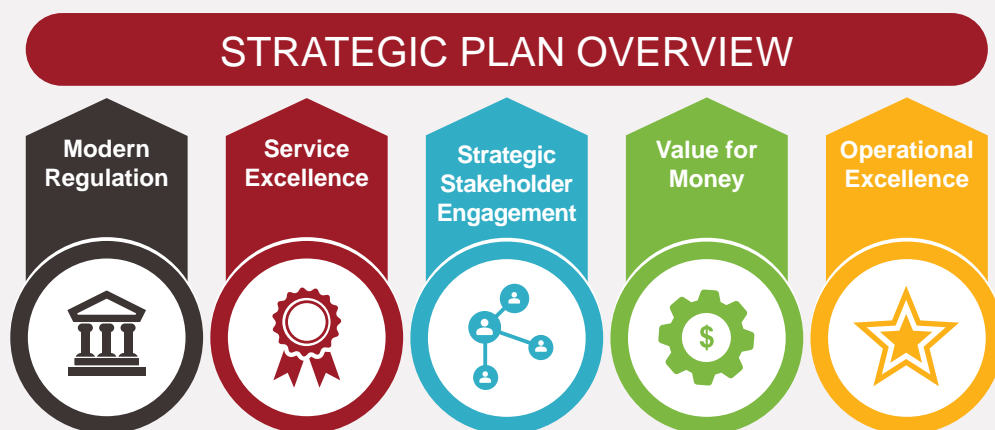 STRATEGIC PLAN OVERVIEW
Modern
Regulation
Service
Excellence
Strategic
Stakeholder
Engagement
Value for
Money
Operational
Excellence
$